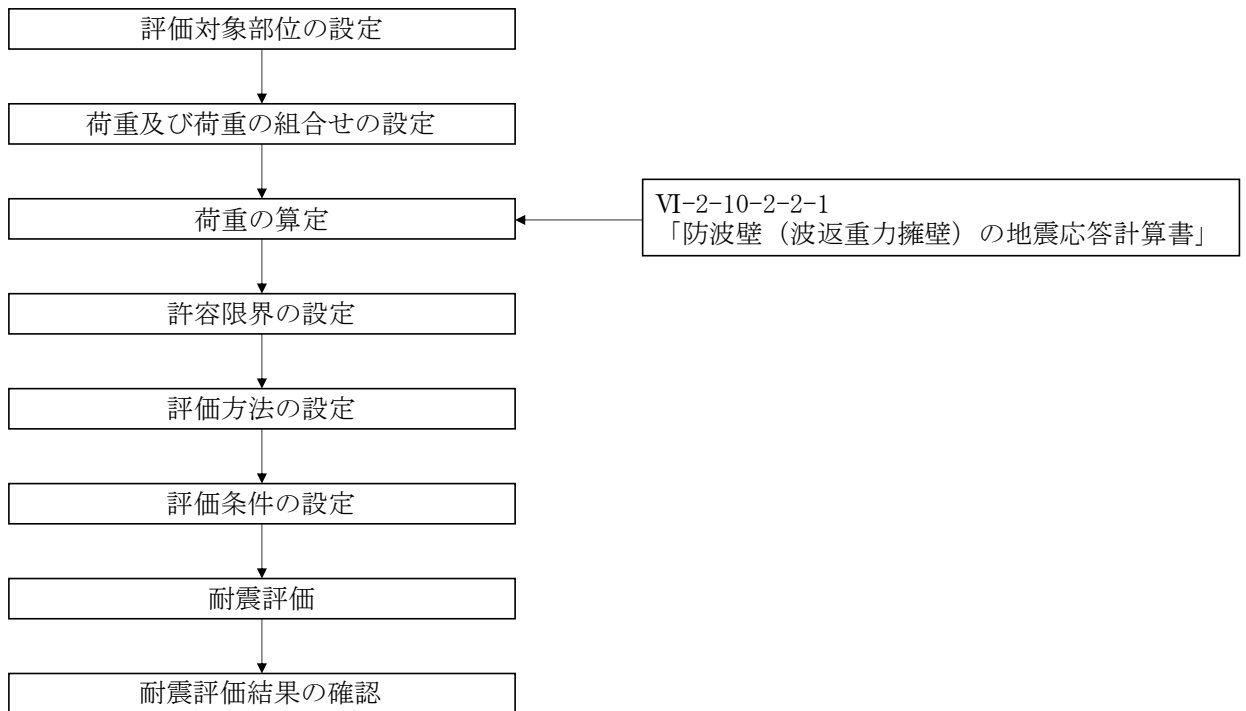 評価対象部位の設定
荷重及び荷重の組合せの設定
荷重の算定
Ⅵ-2-10-2-2-1
「防波壁（波返重力擁壁）の地震応答計算書」
許容限界の設定
評価方法の設定
評価条件の設定
耐震評価
耐震評価結果の確認